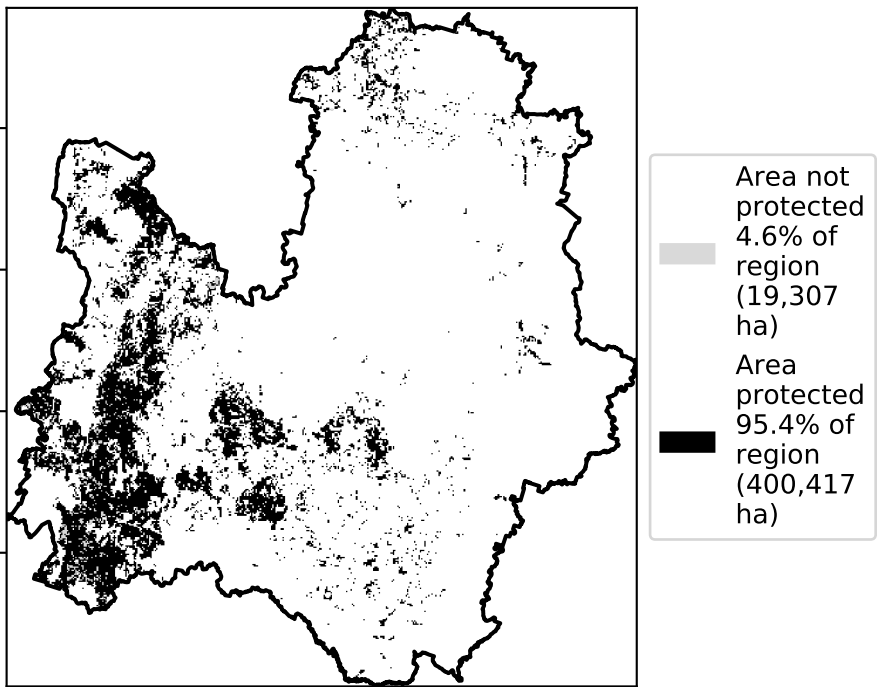 Area not
protected
4.6% of
region
(19,307
ha)
Area
protected
95.4% of
region
(400,417
ha)